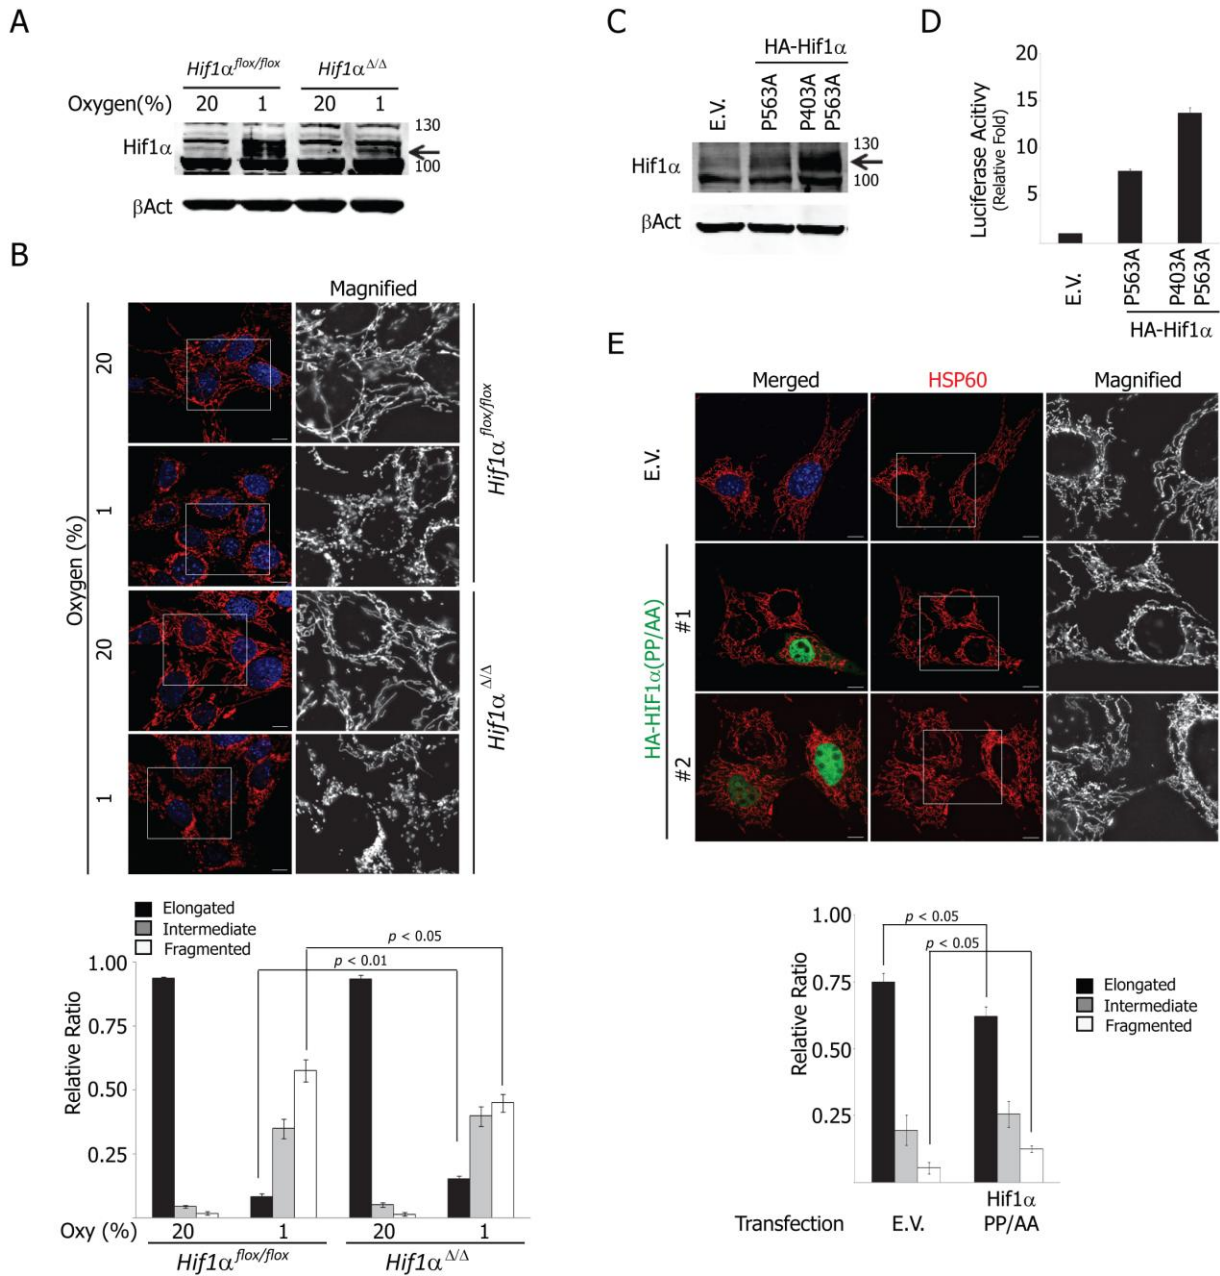 A
Hif1α flox/flox Hif1α Δ/Δ
Oxygen(%) 20 1 20 1
130
Hif1α
100
βAct
B
Magnified
20
1
20
1
Oxygen (%)
Hif1α flox/flox
Hif1α Δ/Δ
Elongated
Intermediate
Fragmented
p < 0.05
p < 0.01
1.00
0.75
0.50
0.25
Relative Ratio
Oxy (%) 20 1 20 1
Hif1α flox/flox Hif1α Δ/Δ
C
HA-Hif1α
E.V.
P563A
P403A
P563A
130
Hif1α
100
βAct
D
20
15
10
5
Luciferase Acitivy
(Relative Fold)
E.V.
P563A
P403A
P563A
HA-Hif1α
E
Merged HSP60 Magnified
E.V.
#1
#2
HA-HIF1α(PP/AA)
1.00
0.75
0.50
0.25
Relative Ratio
p < 0.05
p < 0.05
Elongated
Intermediate
Fragmented
Transfection E.V. Hif1α
PP/AA